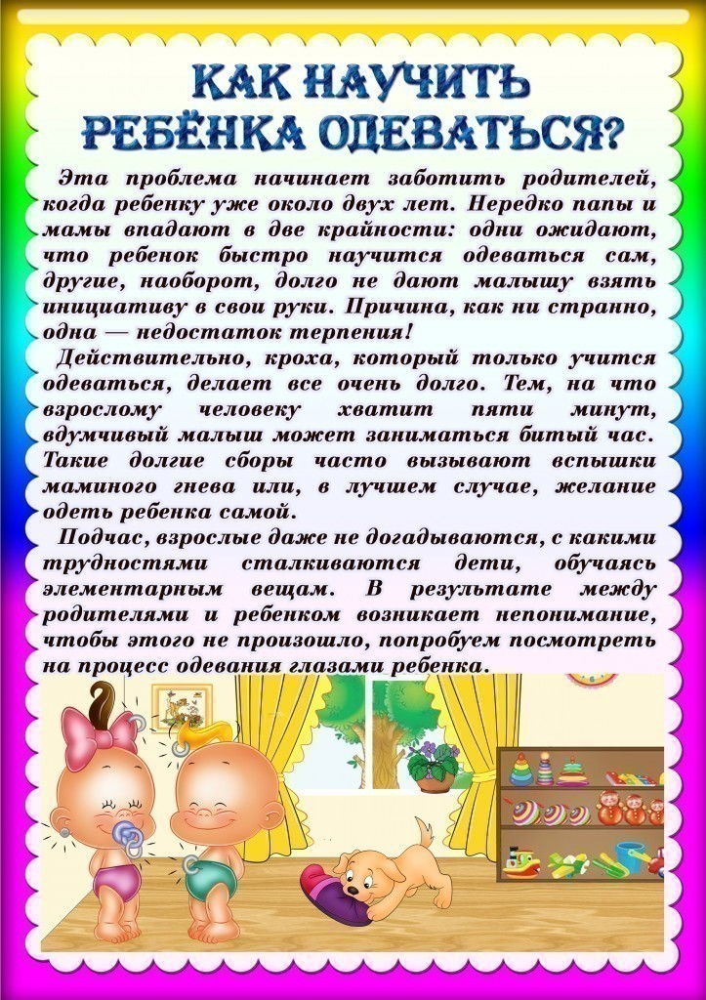 КАК НАУЧИТЬ
РЕБЁНКА ОДЕВАТЬСЯ?
Эта проблема начинает заботить родителей,
когда ребенку уже около двух лет. Нередко папы и
мамы впадают в две крайности: одни ожидают,
что ребенок быстро научится одеваться сам,
другие, наоборот, долго не дают малышу взять
инициативу в свои руки. Причина, как ни странно,
одна — недостаток терпения!
Действительно, кроха, который только учится
одеваться, делает все очень долго. Тем, на что
взрослому человеку хватит пяти минут,
вдумчивый малыш может заниматься битый час.
Такие долгие сборы часто вызывают вспышки
маминого гнева или, в лучшем случае, желание
одеть ребенка самой.
Подчас, взрослые даже не догадываются, с какими
трудностями сталкиваются дети, обучаясь
элементарным вещам. В результате между
родителями и ребенком возникает непонимание,
чтобы этого не произошло, попробуем посмотреть
на процесс одевания глазами ребенка.